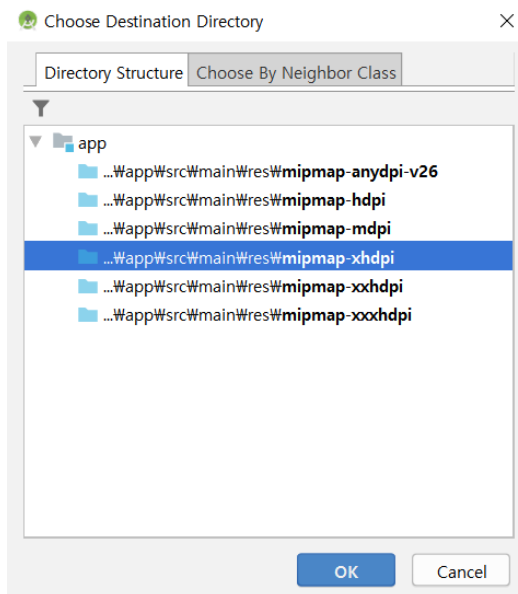 Choose Destination Directory
Directory Structure Choose By Neighbor Class
app
...₩app₩src₩main₩res₩mipmap-anydpi-v26
...₩app₩src₩main₩res₩mipmap-hdpi
...₩app₩src₩main₩res₩mipmap-mdpi
...₩app₩src₩main₩res₩mipmap-xhdpi
...₩app₩src₩main₩res₩mipmap-xxhdpi
...₩app₩src₩main₩res₩mipmap-xxxhdpi
OK Cancel